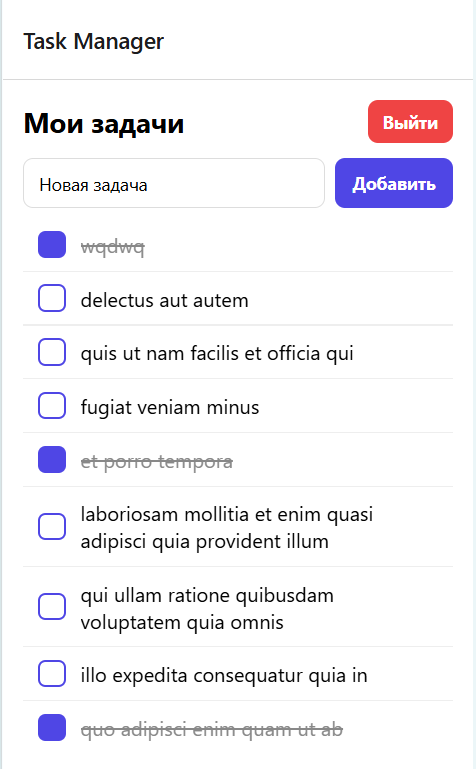 Task Manager
Мои задачи
Выйти
Новая задача
Добавить
wqdwq
delectus aut autem
quis ut nam facilis et officia qui
fugiat veniam minus
et porro tempora
laboriosam mollitia et enim quasi
adipisci quia provident illum
qui ullam ratione quibusdam
voluptatem quia omnis
illo expedita consequatur quia in
quo adipisci enim quam ut ab